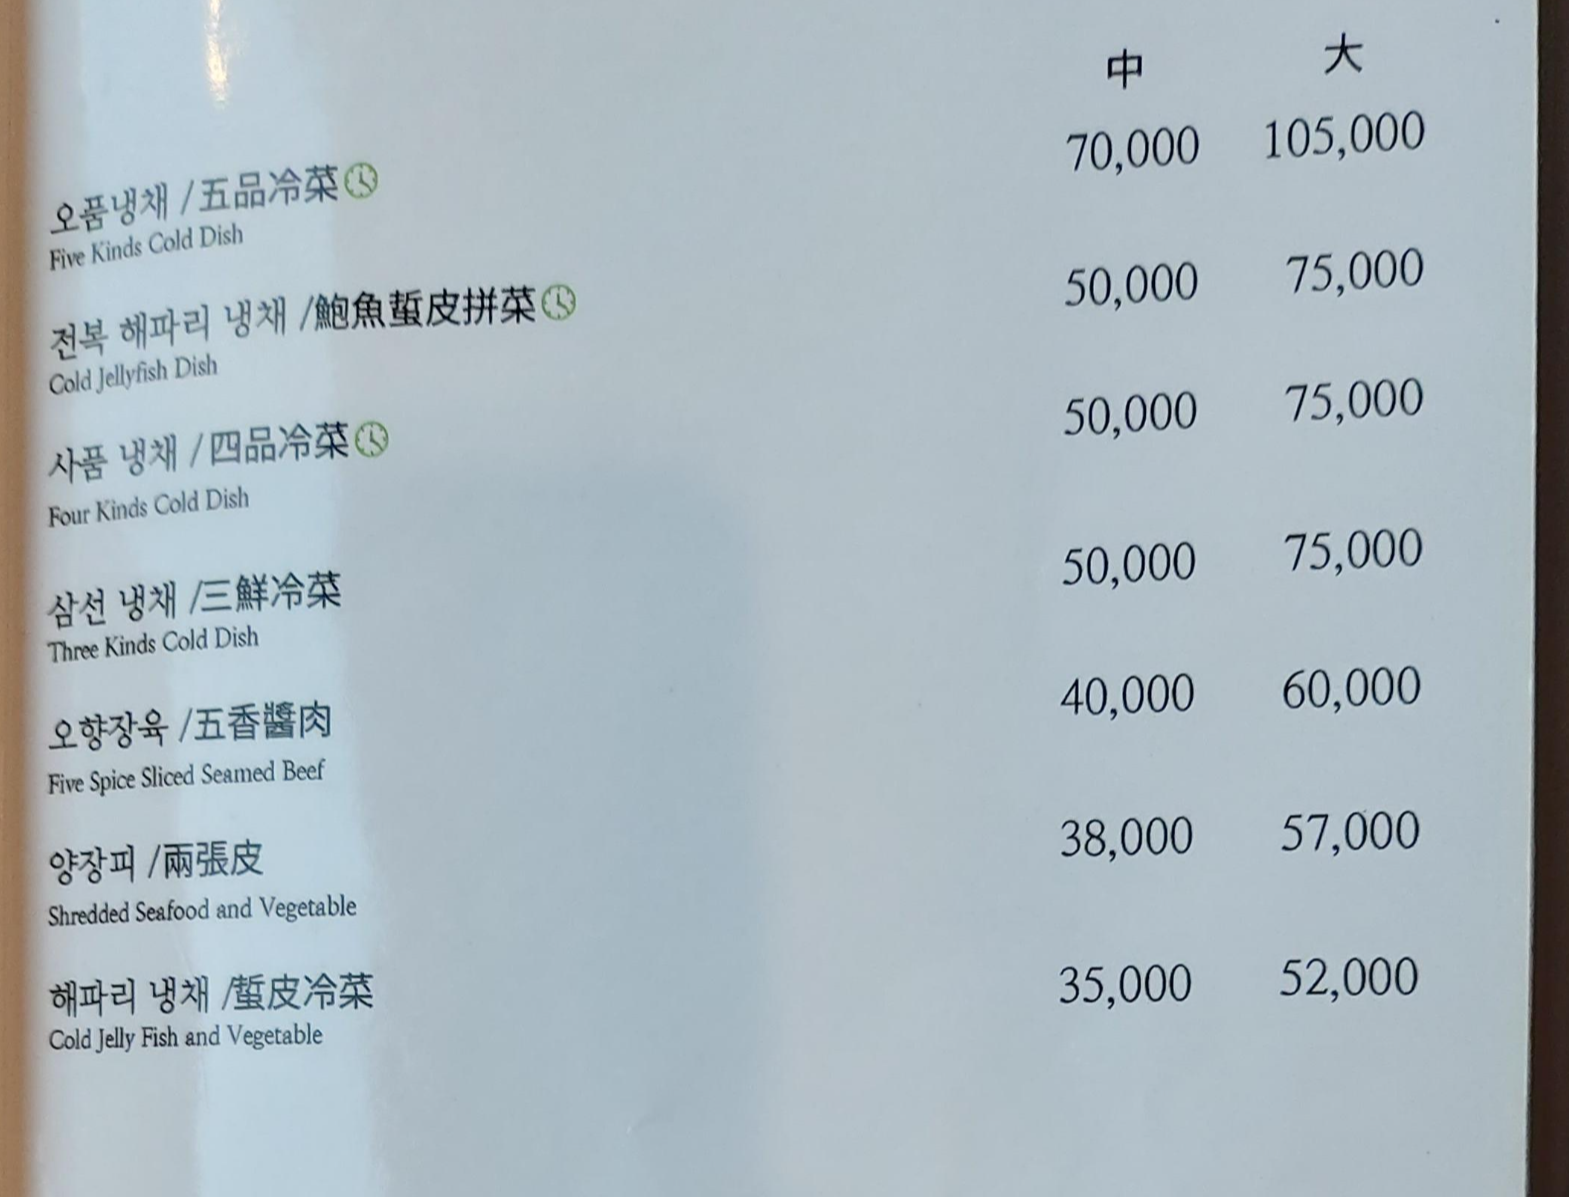 中 大
오품냉채 /五品冷菜 70,000 105,000
Five Kinds Cold Dish
전복 해파리 냉채 /鮑魚蜇皮拼菜 50,000 75,000
Cold Jellyfish Dish
사품 냉채 /四品冷菜 50,000 75,000
Four Kinds Cold Dish
삼선 냉채 /三鮮冷菜 50,000 75,000
Three Kinds Cold Dish
오향장육 /五香醬肉 40,000 60,000
Five Spice Sliced Seamed Beef
양장피 /兩張皮 38,000 57,000
Shredded Seafood and Vegetable
해파리 냉채 /蜇皮冷菜 35,000 52,000
Cold Jelly Fish and Vegetable